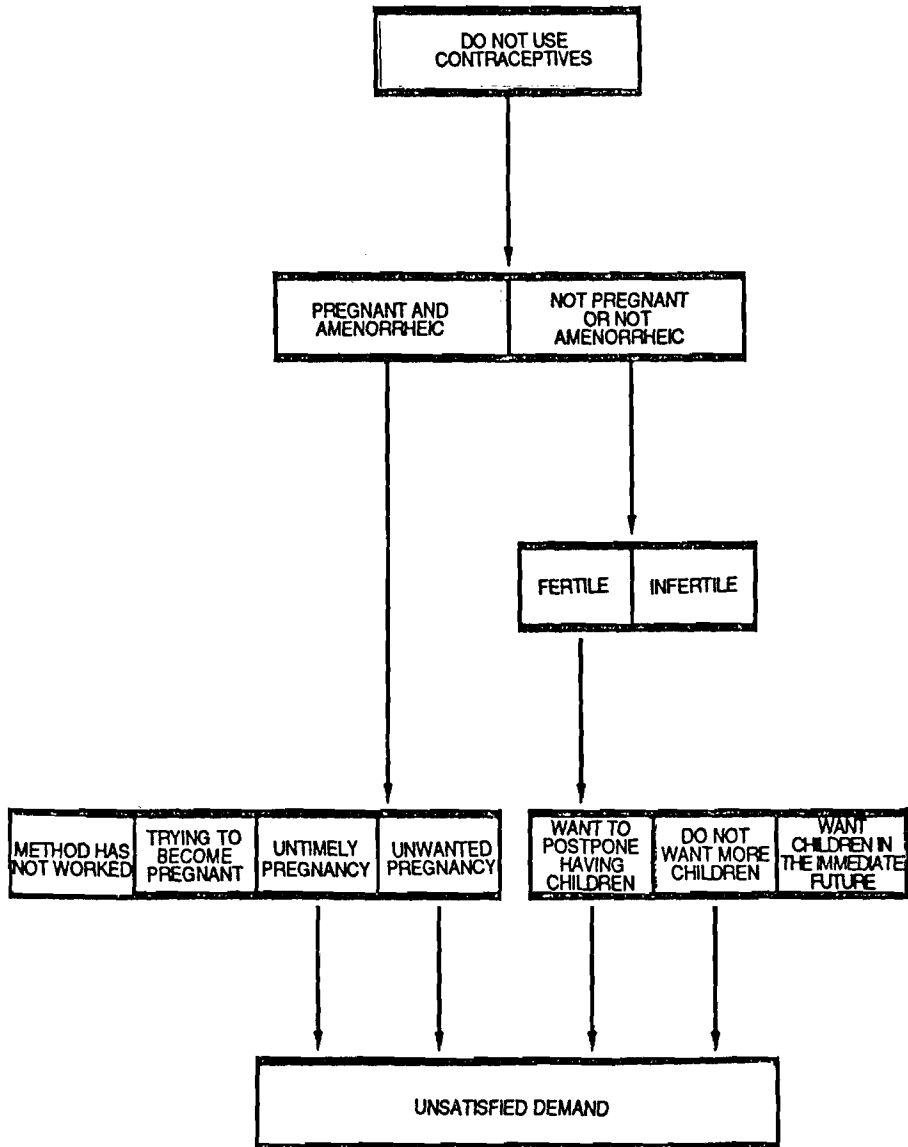 DO NOT USE
CONTRACEPTIVES
PREGNANT AND
AMENORRHEIC
NOT PREGNANT
OR NOT
AMENORRHEIC
FERTILE
INFERTILE
METHOD HAS
NOT WORKED
TRYING TO
BECOME
PREGNANT
UNTIMELY
PREGNANCY
UNWANTED
PREGNANCY
WANT TO
POSTPONE
HAVING
CHILDREN
DO NOT
WANT MORE
CHILDREN
WANT
CHILDREN IN
THE IMMEDIATE
FUTURE
UNSATISFIED DEMAND